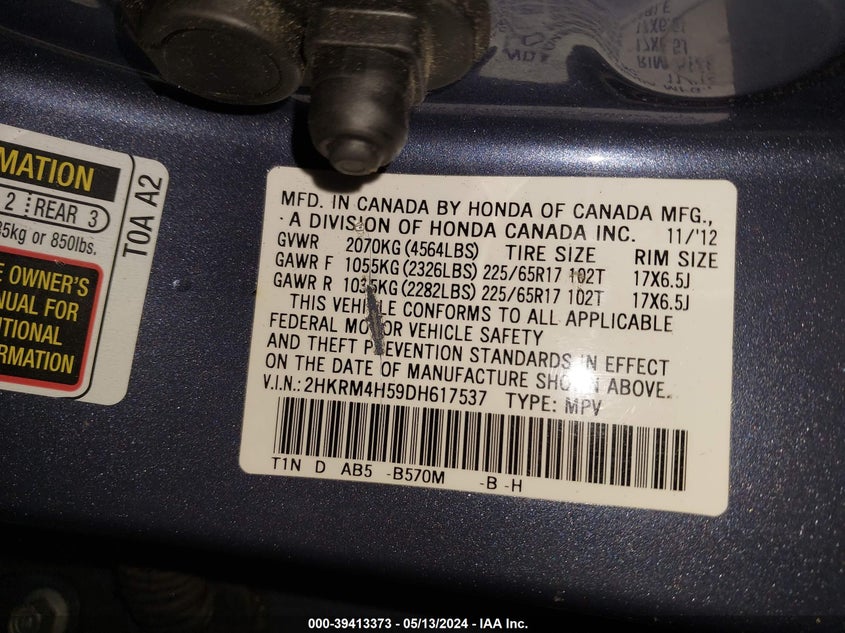 MATION
2 REAR 3
85kg or 850lbs.
E OWNER'S
NUAL FOR
ITIONAL
RMATION
TOA A2
MFD. IN CANADA BY HONDA OF CANADA MFG.,
A DIVISION OF HONDA CANADA INC. 11/'12
GVWR 2070KG (4564LBS) TIRE SIZE RIM SIZE
GAWR F 1055KG (2326LBS) 225/65R17 102T 17X6.5J
GAWR R 1035KG (2282LBS) 225/65R17 102T 17X6.5J
THIS VEHICLE CONFORMS TO ALL APPLICABLE
FEDERAL MOTOR VEHICLE SAFETY
AND THEFT PREVENTION STANDARDS IN EFFECT
ON THE DATE OF MANUFACTURE SHOWN ABOVE.
V.I.N.: 2HKRM4H59DH617537 TYPE: MPV
T1N D AB5 -B570M -B -H
000-39413373 - 05/13/2024 - IAA Inc.